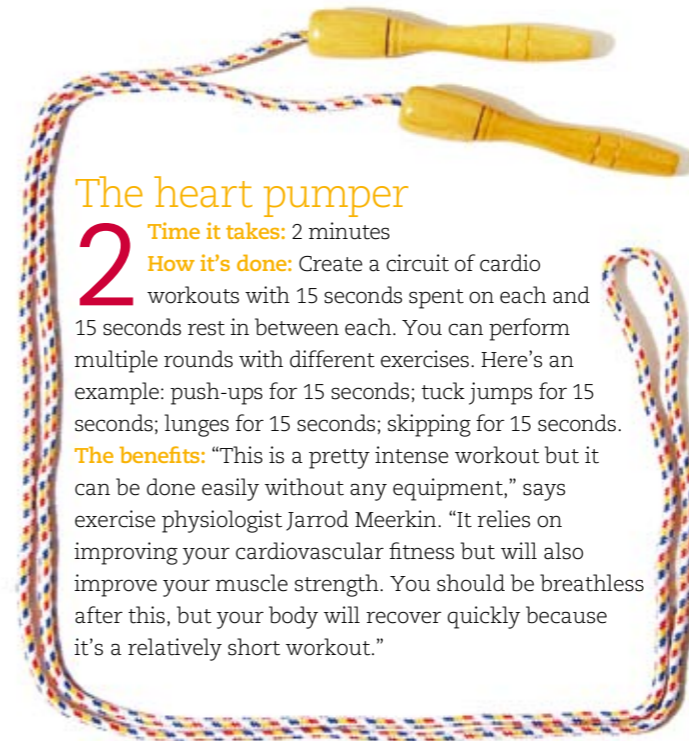 The heart pumper
2 Time it takes: 2 minutes
How it’s done: Create a circuit of cardio
workouts with 15 seconds spent on each and
15 seconds rest in between each. You can perform
multiple rounds with different exercises. Here’s an
example: push-ups for 15 seconds; tuck jumps for 15
seconds; lunges for 15 seconds; skipping for 15 seconds.
The benefits: “This is a pretty intense workout but it
can be done easily without any equipment,” says
exercise physiologist Jarrod Meerkin. “It relies on
improving your cardiovascular fitness but will also
improve your muscle strength. You should be breathless
after this, but your body will recover quickly because
it’s a relatively short workout.”